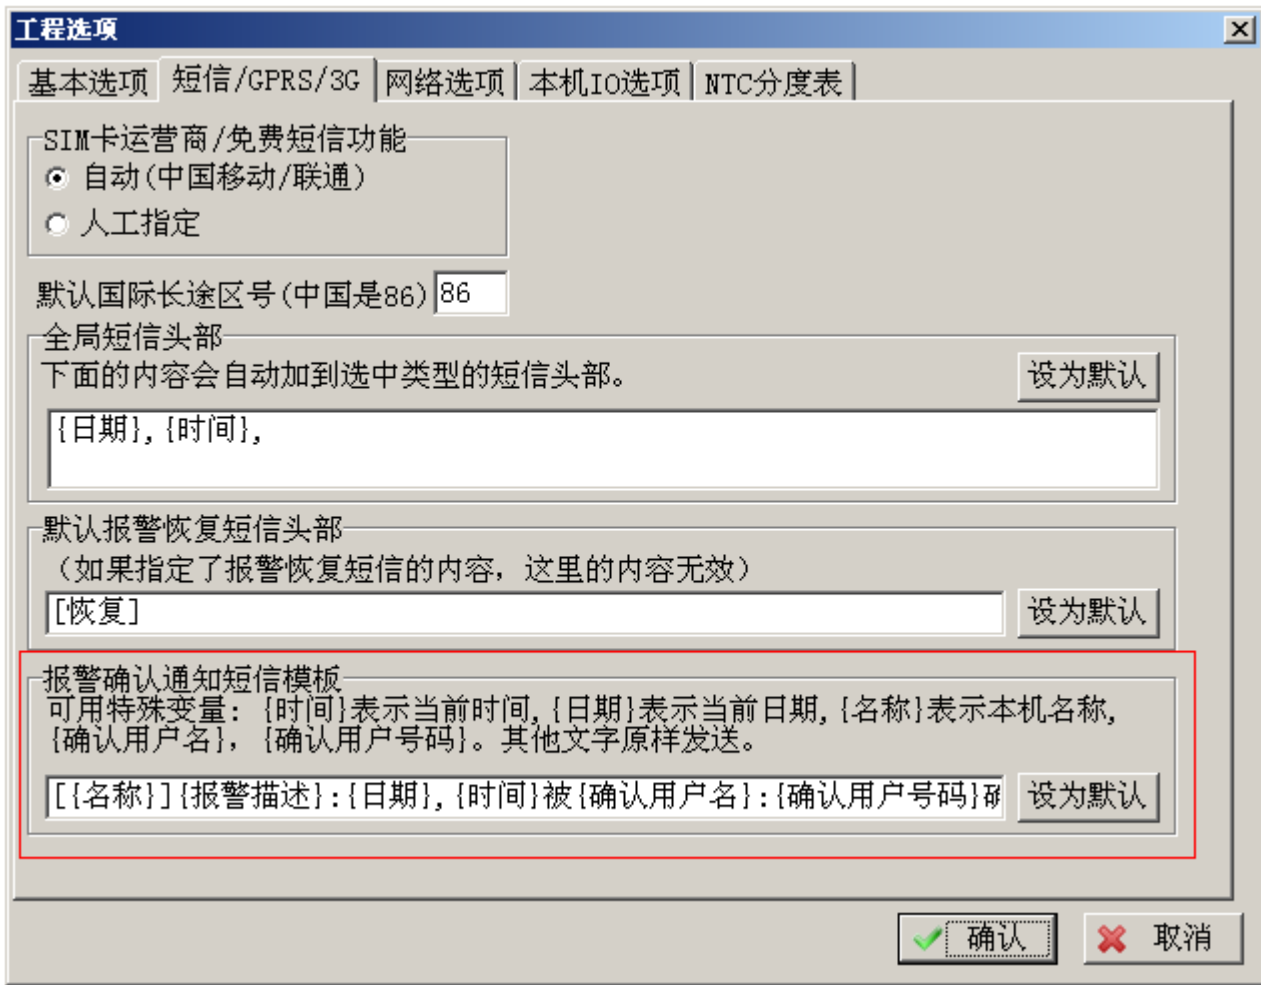 工程选项
基本选项 短信/GPRS/3G 网络选项 本机IO选项 NTC分度表
SIM卡运营商/免费短信功能
自动(中国移动/联通)
人工指定
默认国际长途区号(中国是86) 86
全局短信头部
下面的内容会自动加到选中类型的短信头部。 设为默认
{日期},{时间},
默认报警恢复短信头部
（如果指定了报警恢复短信的内容，这里的内容无效）
[恢复] 设为默认
报警确认通知短信模板
可用特殊变量：{时间}表示当前时间,{日期}表示当前日期,{名称}表示本机名称,
{确认用户名}，{确认用户号码}。其他文字原样发送。
[{名称}]{报警描述}:{日期},{时间}被{确认用户名}:{确认用户号码} 设为默认
确认 取消